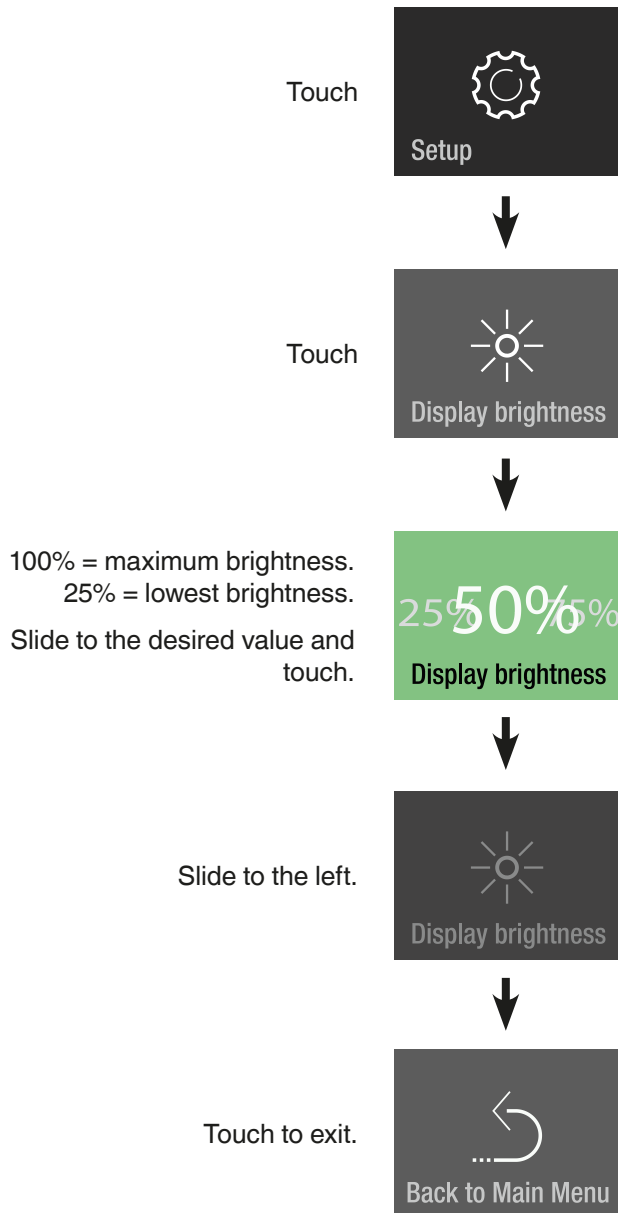 Touch
Setup
Touch
Display brightness
100% = maximum brightness.
25% = lowest brightness.
Slide to the desired value and
touch.
25% 50% 75%
Display brightness
Slide to the left.
Display brightness
Touch to exit.
Back to Main Menu